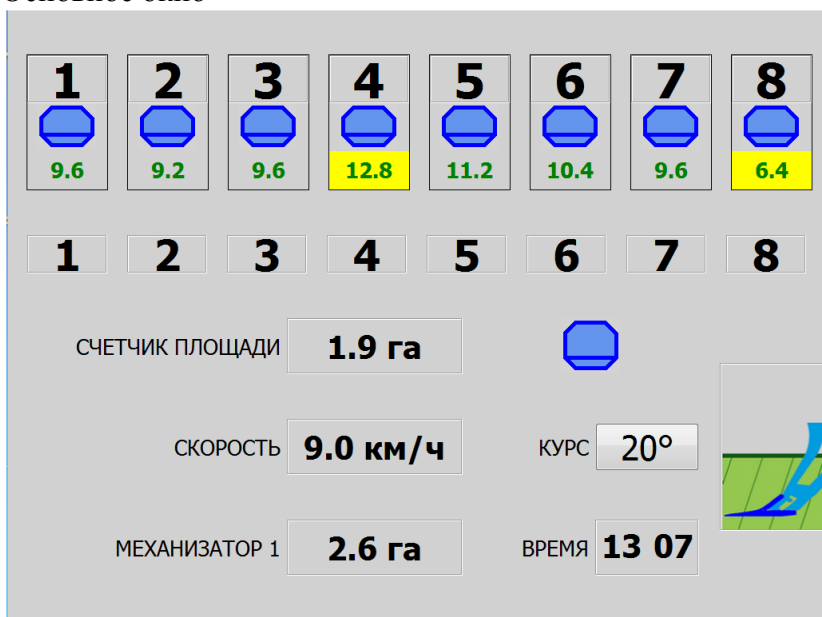 1 2 3 4 5 6 7 8
9.6 9.2 9.6 12.8 11.2 10.4 9.6 6.4
1 2 3 4 5 6 7 8
СЧЕТЧИК ПЛОЩАДИ 1.9 га
СКОРОСТЬ 9.0 км/ч КУРС 20°
МЕХАНИЗАТОР 1 2.6 га ВРЕМЯ 13 07